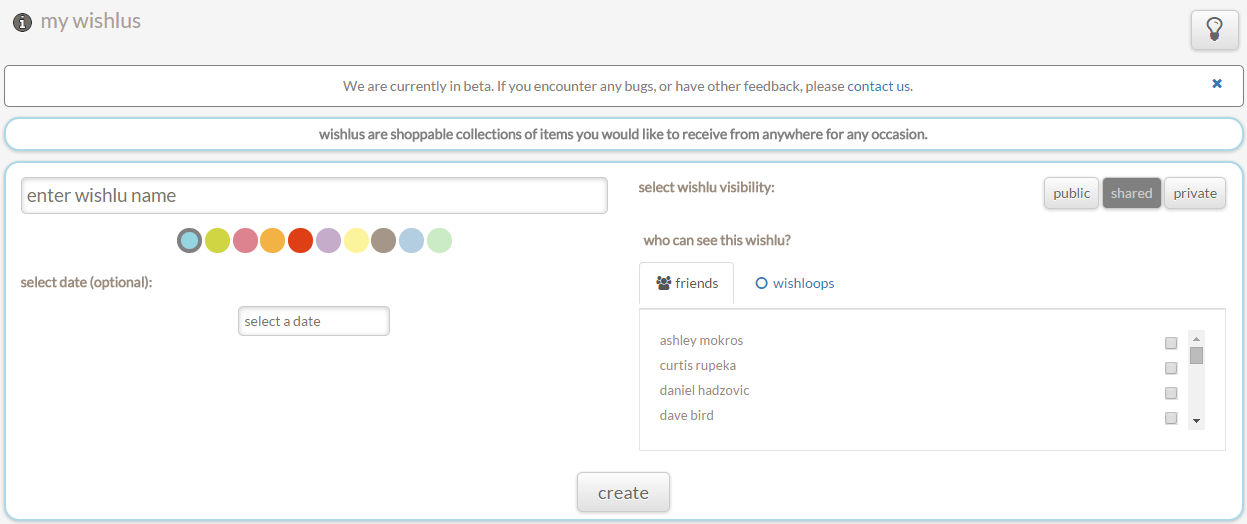 my wishlus
We are currently in beta. If you encounter any bugs, or have other feedback, please contact us.
wishlus are shoppable collections of items you would like to receive from anywhere for any occasion.
enter wishlu name
select date (optional):
select a date
select wishlu visibility:
public shared private
who can see this wishlu?
friends wishloops
ashley mokros
curtis rupeka
daniel hadzovic
dave bird
create